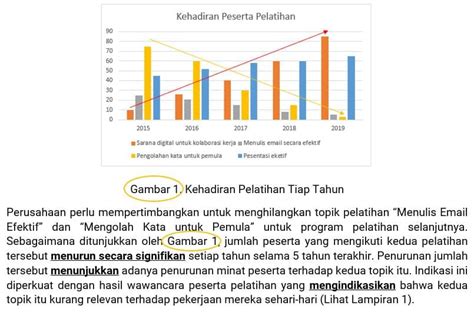 Kehadiran Peserta Pelatihan
90
80
70
60
50
40
30
20
10
0
2015 2016 2017 2018 2019
Sarana digital untuk kolaborasi kerja Menulis email secara efektif
Pengolahan kata untuk pemula Presentasi eketif
Gambar 1. Kehadiran Pelatihan Tiap Tahun
Perusahaan perlu mempertimbangkan untuk menghilangkan topik pelatihan "Menulis Email
Efektif" dan "Mengolah Kata untuk Pemula" untuk program pelatihan selanjutnya.
Sebagaimana ditunjukkan oleh Gambar 1, jumlah peserta yang mengikuti kedua pelatihan
tersebut menurun secara signifikan setiap tahun selama 5 tahun terakhir. Penurunan jumlah
tersebut menunjukkan adanya penurunan minat peserta terhadap kedua topik itu. Indikasi ini
diperkuat dengan hasil wawancara peserta pelatihan yang mengindikasikan bahwa kedua
topik itu kurang relevan terhadap pekerjaan mereka sehari-hari (Lihat Lampiran 1).